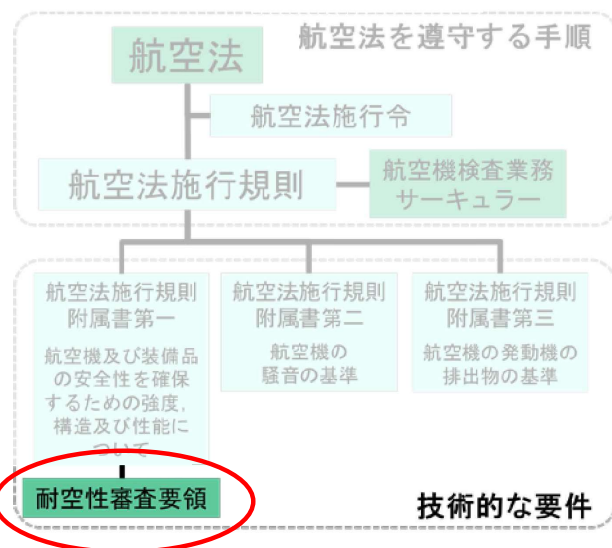 航空法を遵守する手順
航空法
航空法施行令
航空法施行規則
航空機検査業務
サーキュラー
航空法施行規則
附属書第一
航空機及び装備品
の安全性を確保
するための強度，
構造及び性能に
ついて
航空法施行規則
附属書第二
航空機の
騒音の基準
航空法施行規則
附属書第三
航空機の発動機の
排出物の基準
耐空性審査要領
技術的な要件